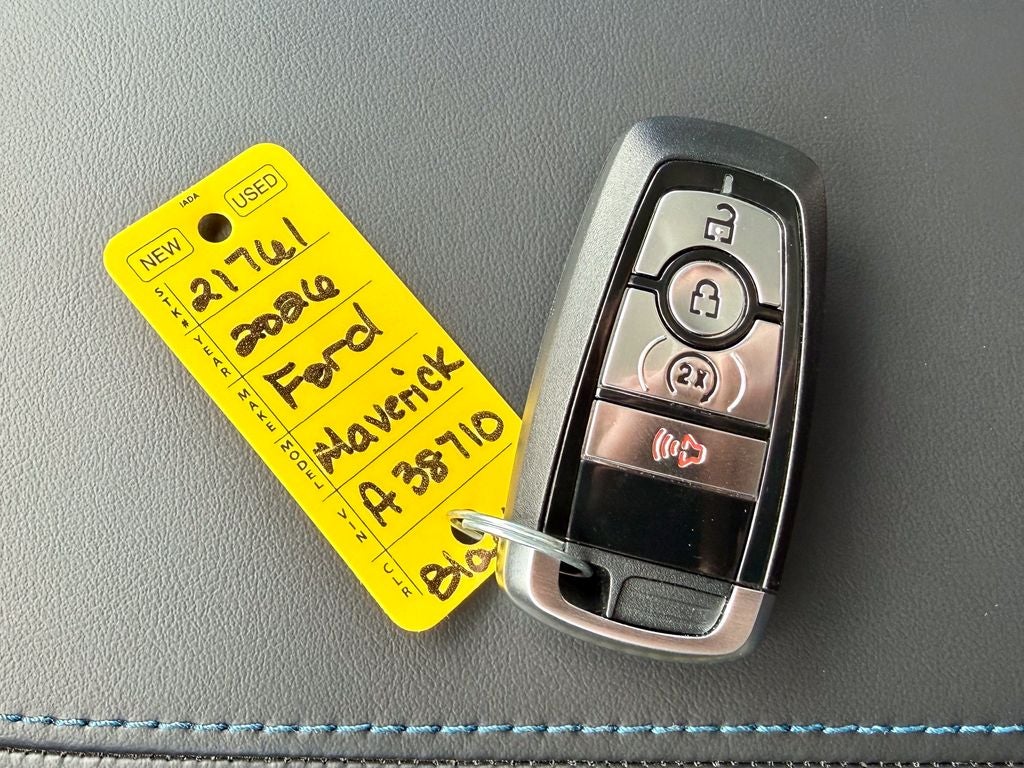 IADA
NEW USED
STK# 21761
YEAR 2026
MAKE Ford
MODEL Maverick
VIN A38710
CLR
2X